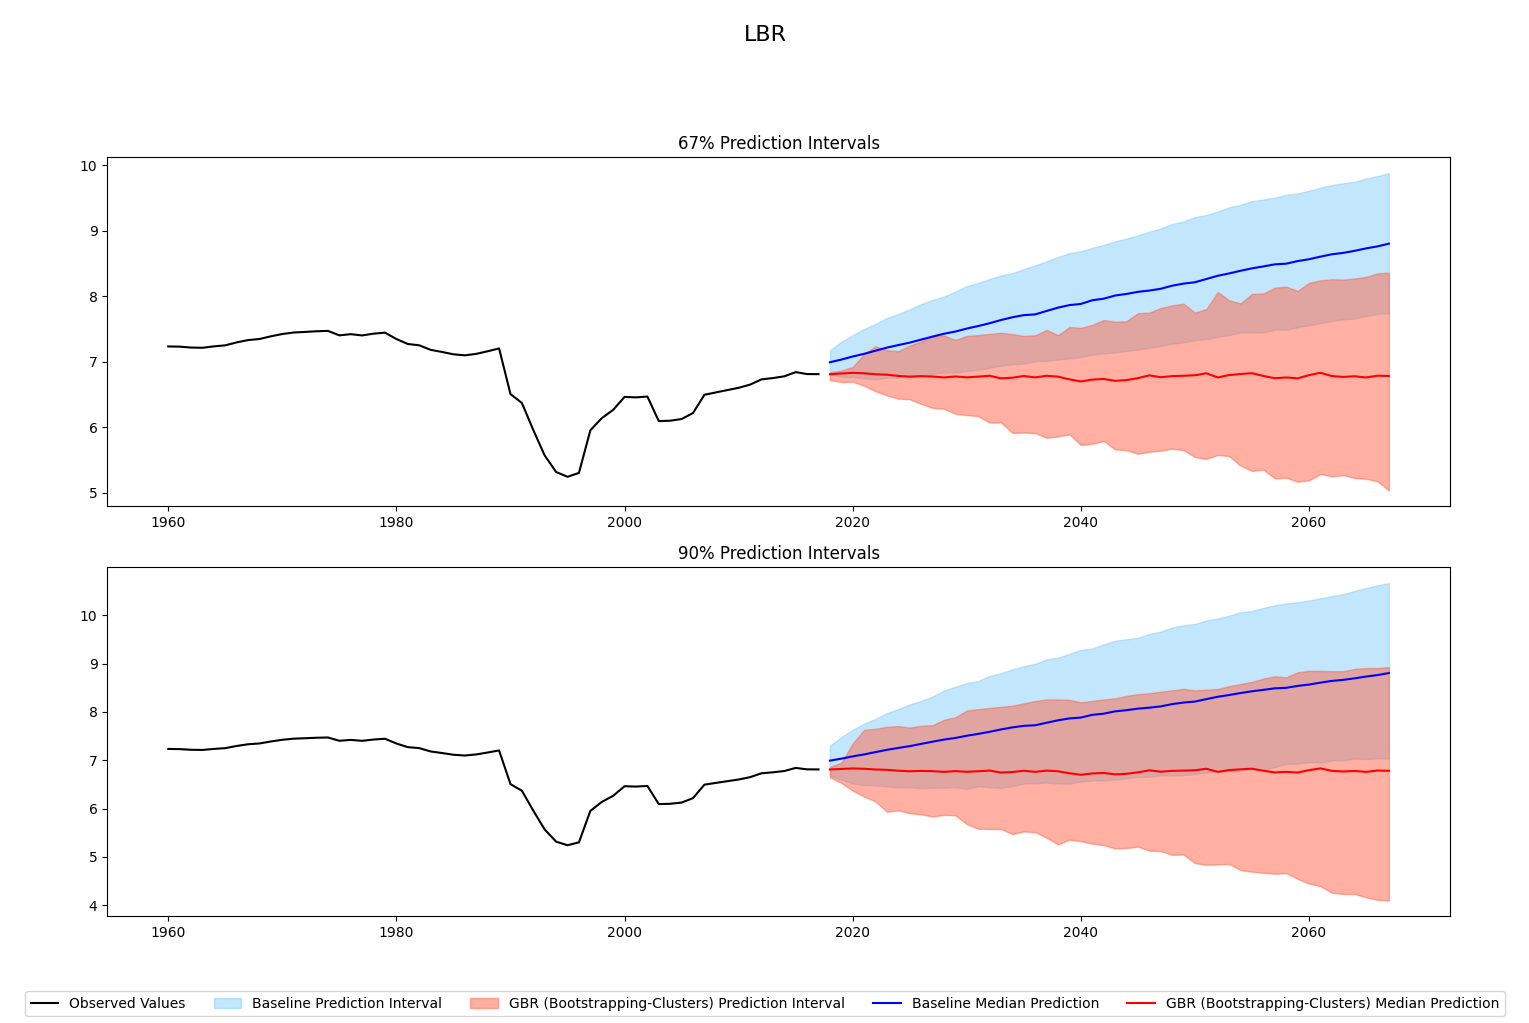 LBR
67% Prediction Intervals
10
9
8
7
6
5
1960 1980 2000 2020 2040 2060
90% Prediction Intervals
10
9
8
7
6
5
4
1960 1980 2000 2020 2040 2060
Observed Values Baseline Prediction Interval GBR (Bootstrapping-Clusters) Prediction Interval Baseline Median Prediction GBR (Bootstrapping-Clusters) Median Prediction